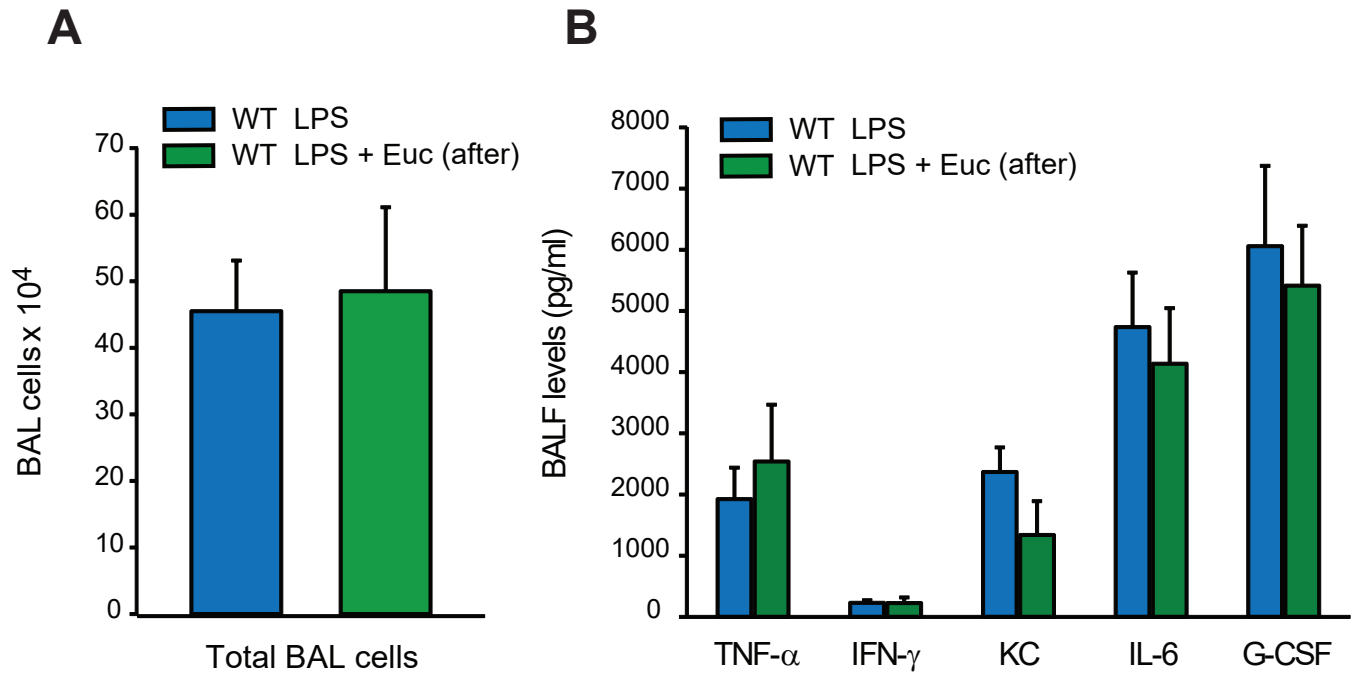 A
WT LPS
WT LPS + Euc (after)
70
60
50
40
30
20
10
0
BAL cells x 10⁴
Total BAL cells
B
WT LPS
WT LPS + Euc (after)
8000
7000
6000
5000
4000
3000
2000
1000
0
BALF levels (pg/ml)
TNF-α IFN-γ KC IL-6 G-CSF